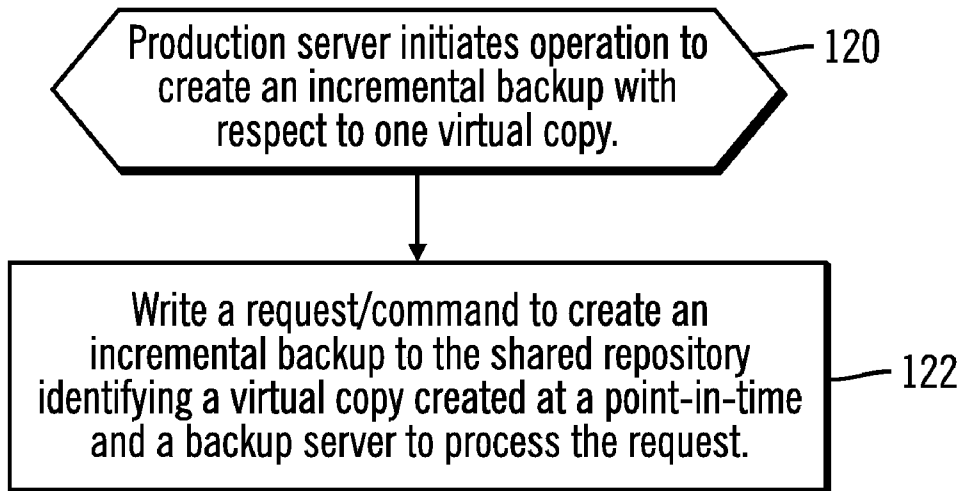 Production server initiates operation to
create an incremental backup with
respect to one virtual copy.
120
Write a request/command to create an
incremental backup to the shared repository
identifying a virtual copy created at a point-in-time
and a backup server to process the request.
122